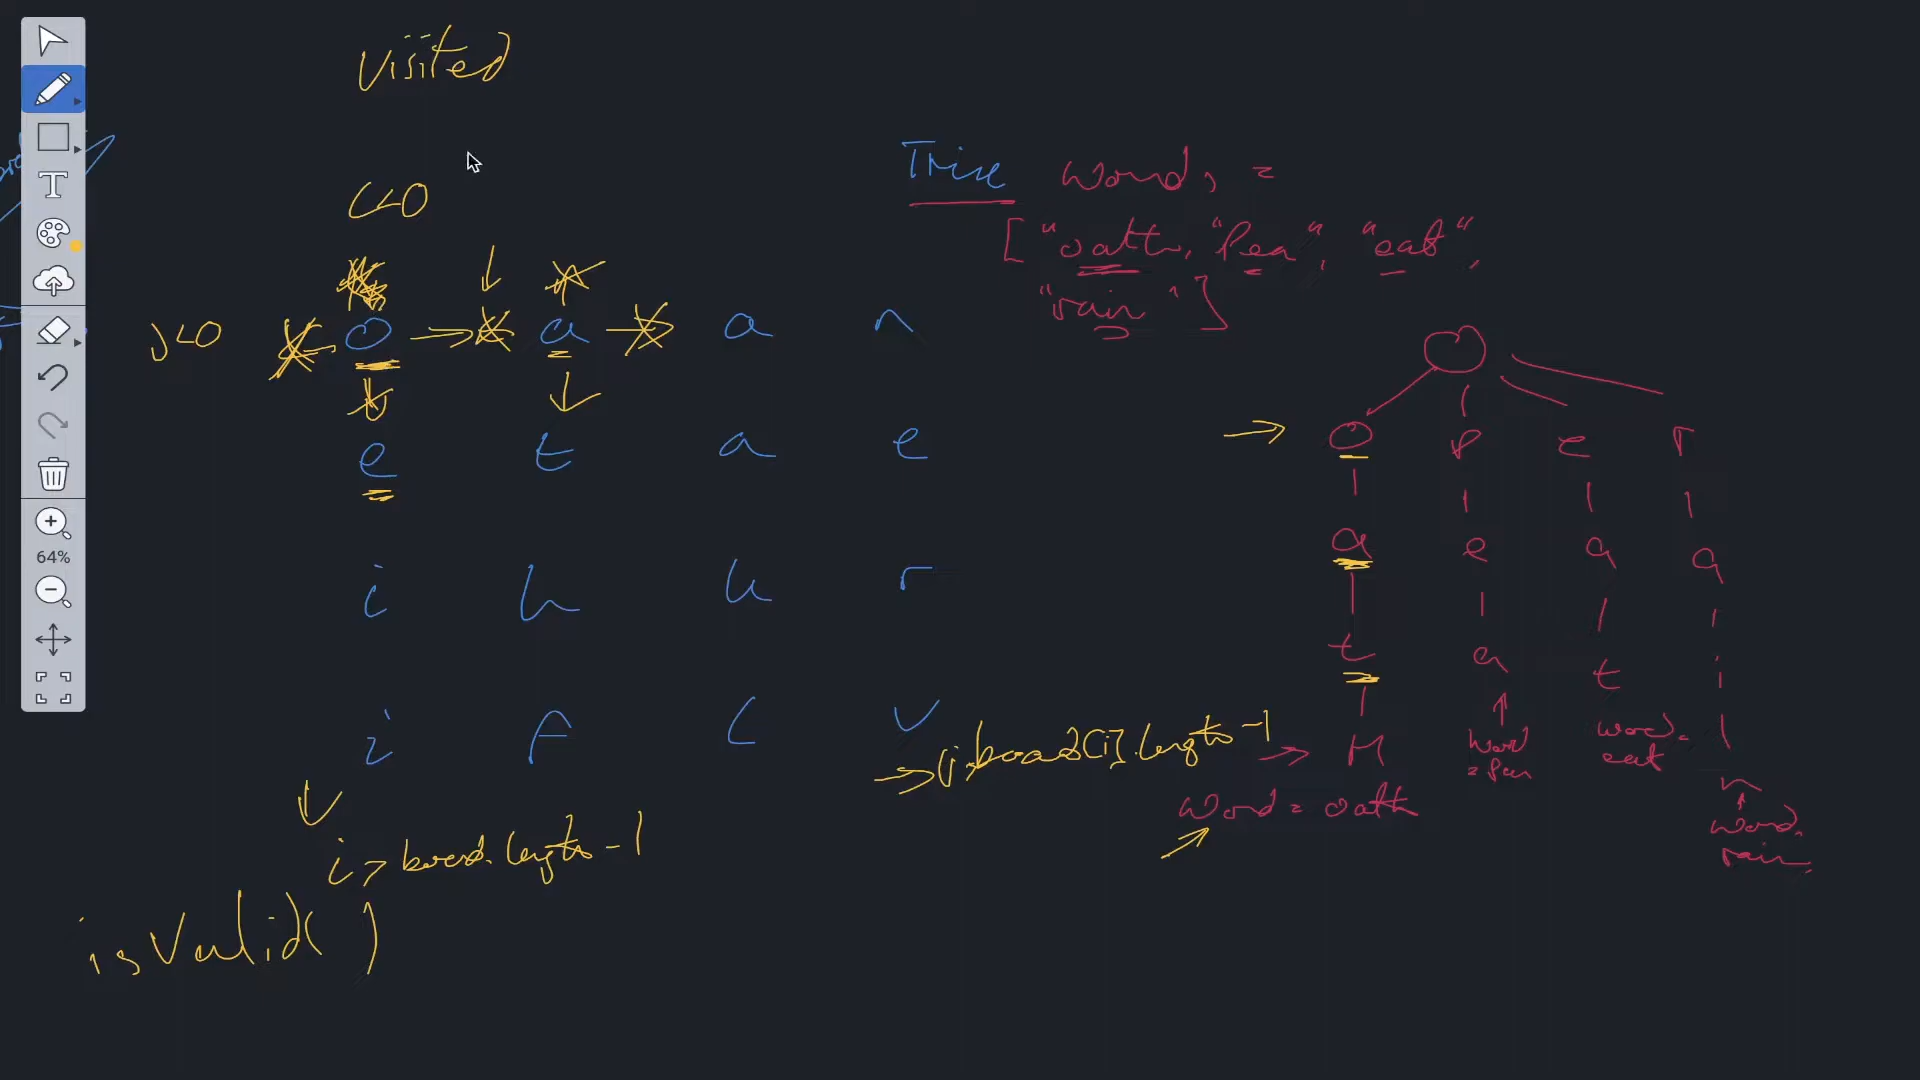 Visited
i<0
j<0
o a a n
e t a e
i h k r
i f l v
j > board[i].length - 1
i > board.length - 1
isValid( )
Trie words =
["oath", "Pea", "eat",
"rain"]
o P e r
a e a a
t a t i
H
n
word = oath
word = Pea
word = eat
word = rain
T
64%